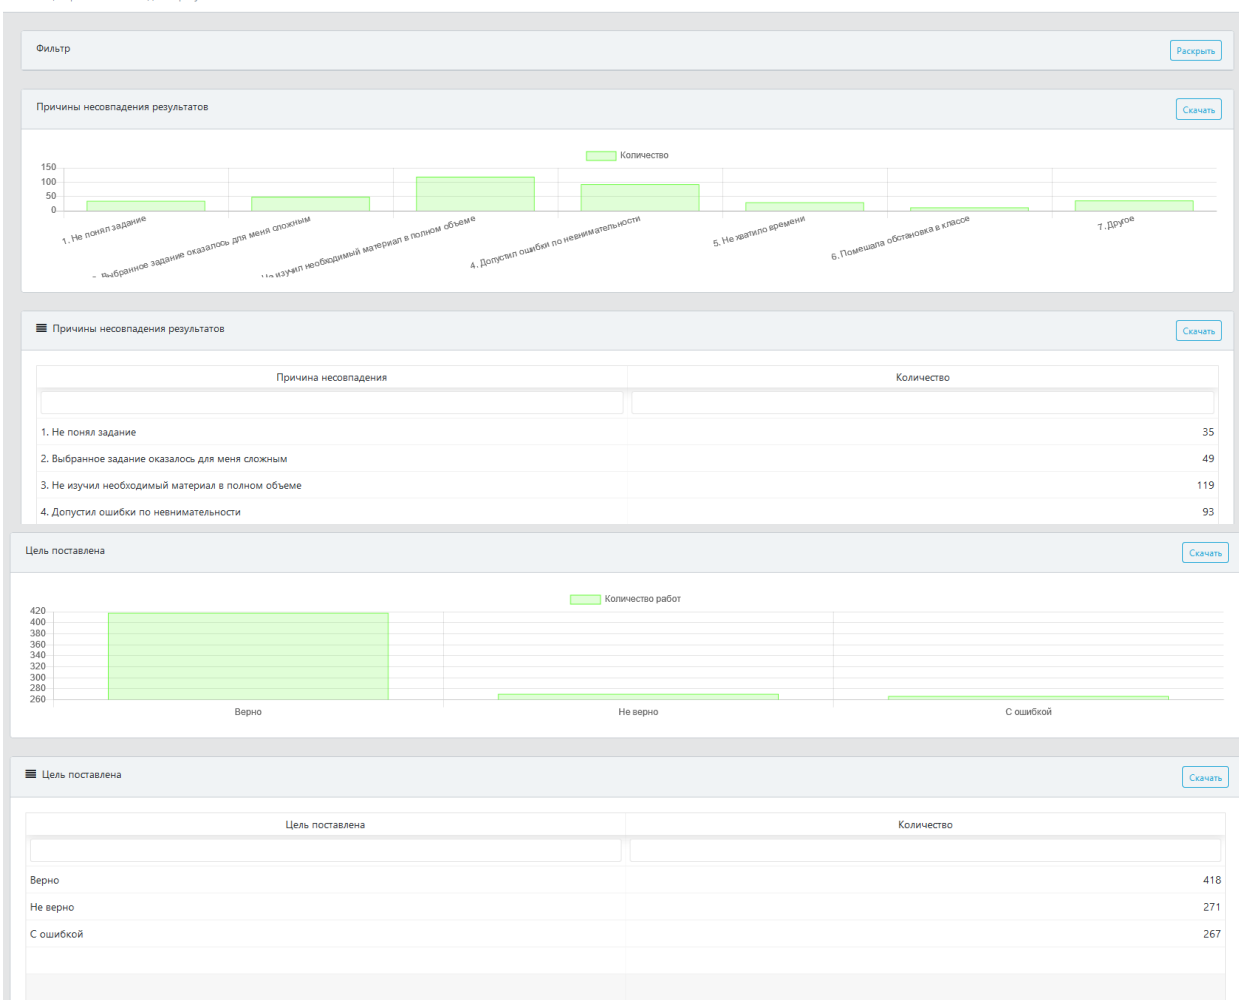 Фильтр
Раскрыть
Причины несовпадения результатов
Скачать
Количество
150
100
50
0
1. Не понял задание
Выбранное задание оказалось для меня сложным
Не изучил необходимый материал в полном объеме
4. Допустил ошибки по невнимательности
5. Не хватило времени
6. Помешала обстановка в классе
7. Другое
Причины несовпадения результатов
Скачать
Причина несовпадения Количество
1. Не понял задание 35
2. Выбранное задание оказалось для меня сложным 49
3. Не изучил необходимый материал в полном объеме 119
4. Допустил ошибки по невнимательности 93
Цель поставлена
Скачать
Количество работ
420
400
380
360
340
320
300
280
260
Верно Не верно С ошибкой
Цель поставлена
Скачать
Цель поставлена Количество
Верно 418
Не верно 271
С ошибкой 267